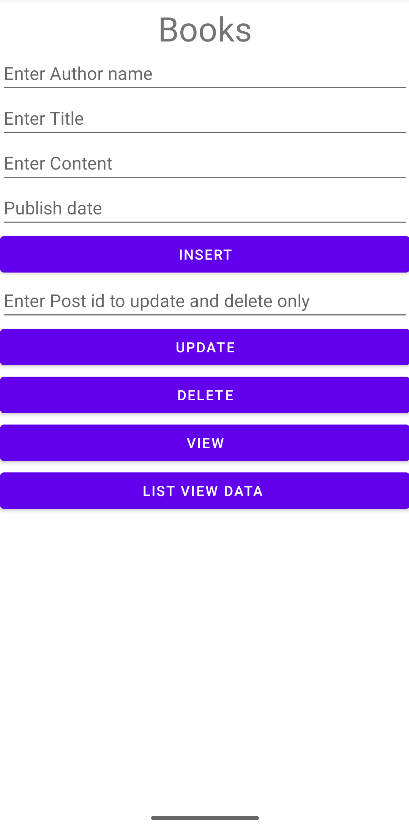 Books
Enter Author name
Enter Title
Enter Content
Publish date
INSERT
Enter Post id to update and delete only
UPDATE
DELETE
VIEW
LIST VIEW DATA